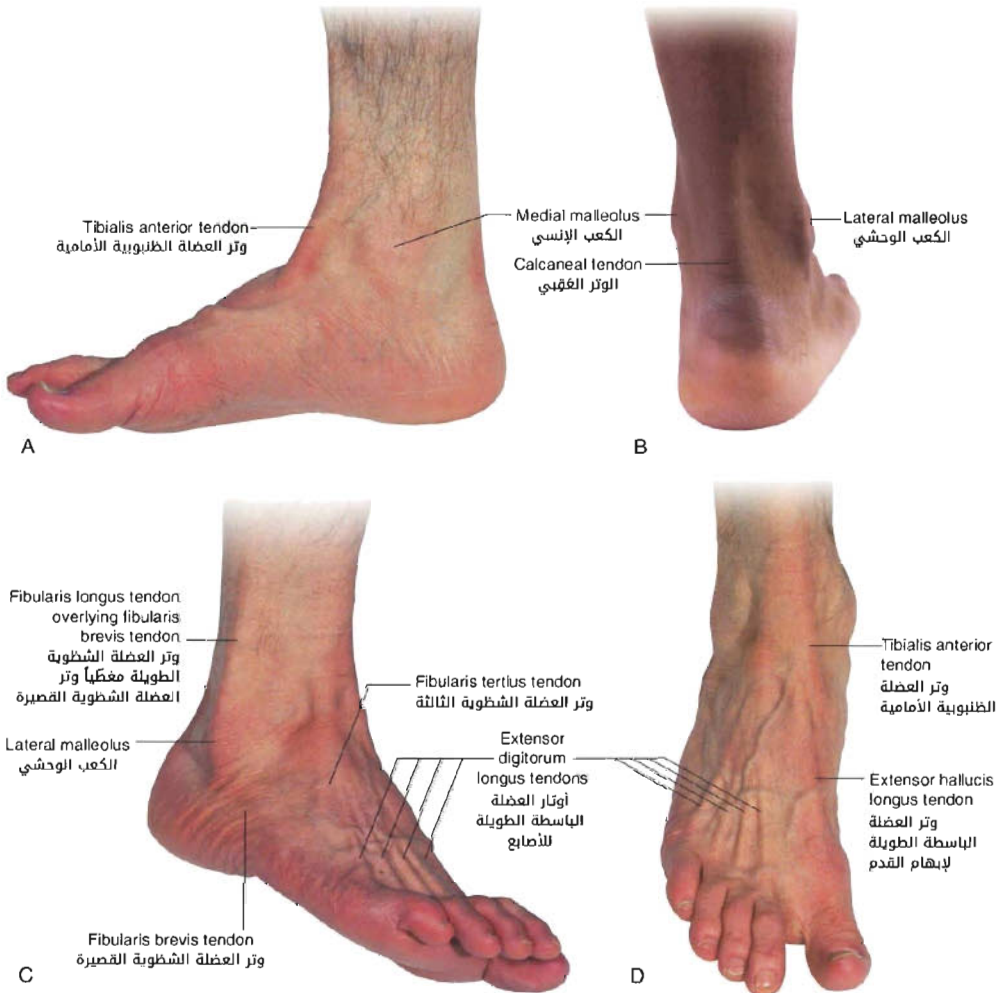 Tibialis anterior tendon
وتر العضلة الظنبوبية الأمامية
Medial malleolus
الكعب الإنسي
Calcaneal tendon
الوتر العَقِبي
Lateral malleolus
الكعب الوحشي
A
B
Fibularis longus tendon
overlying fibularis
brevis tendon
وتر العضلة الشظوية
الطويلة مغطّياً وتر
العضلة الشظوية القصيرة
Lateral malleolus
الكعب الوحشي
Fibularis tertius tendon
وتر العضلة الشظوية الثالثة
Extensor
digitorum
longus tendons
أوتار العضلة
الباسطة الطويلة
للأصابع
Fibularis brevis tendon
وتر العضلة الشظوية القصيرة
Tibialis anterior
tendon
وتر العضلة
الظنبوبية الأمامية
Extensor hallucis
longus tendon
وتر العضلة
الباسطة الطويلة
لإبهام القدم
C
D